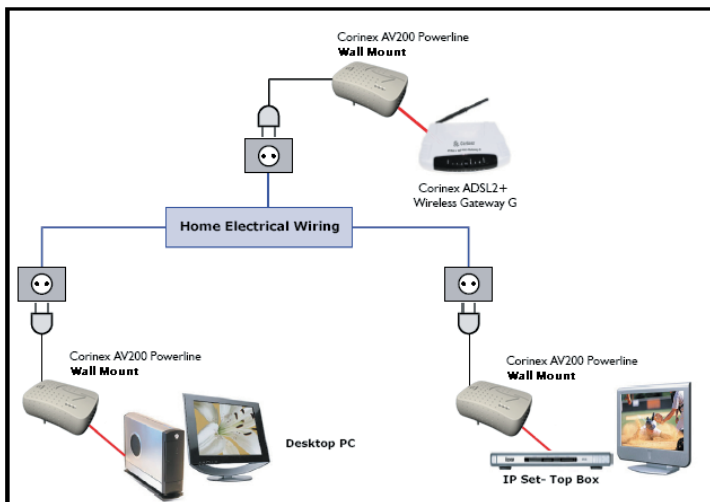 Corinex AV200 Powerline
Wall Mount
Corinex ADSL2+
Wireless Gateway G
Home Electrical Wiring
Corinex AV200 Powerline
Wall Mount
Desktop PC
Corinex AV200 Powerline
Wall Mount
IP Set- Top Box